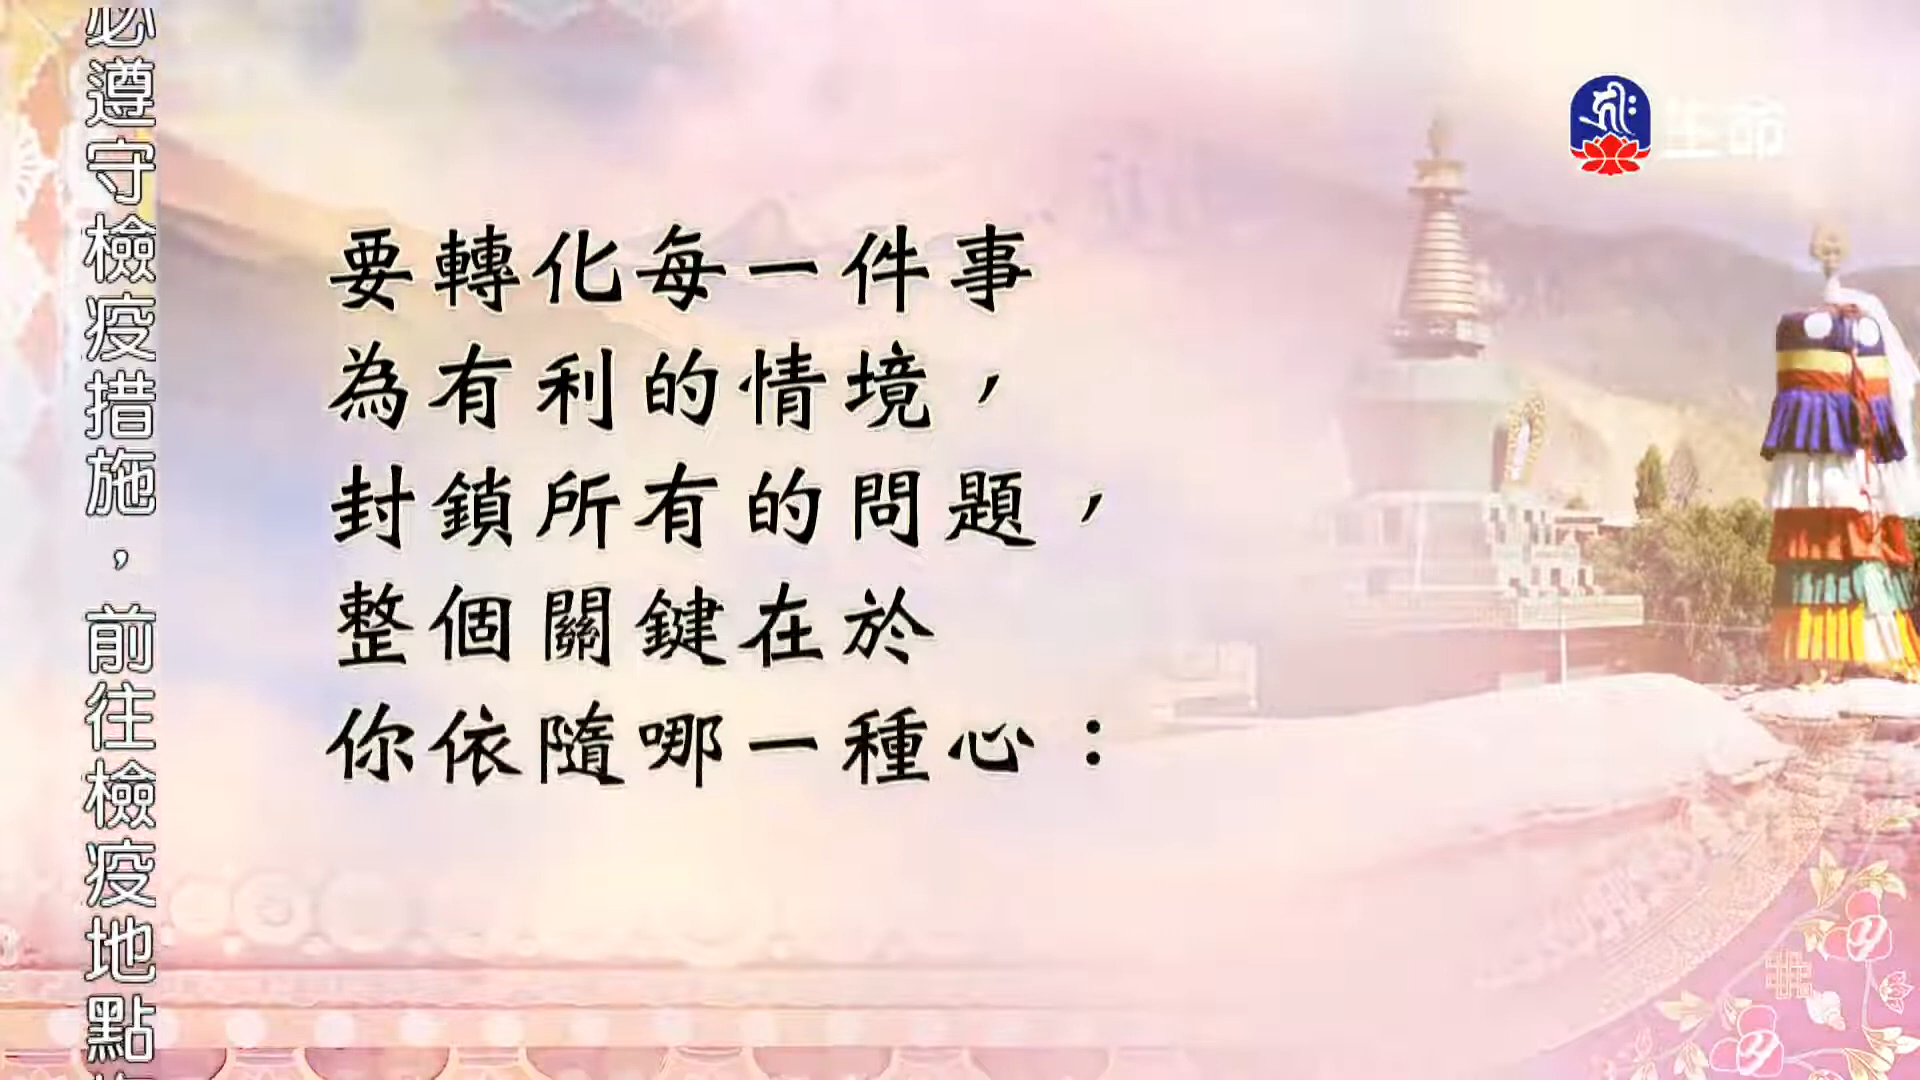 要轉化每一件事
為有利的情境，
封鎖所有的問題，
整個關鍵在於
你依隨哪一種心：
必遵守檢疫措施，前往檢疫地點
生命